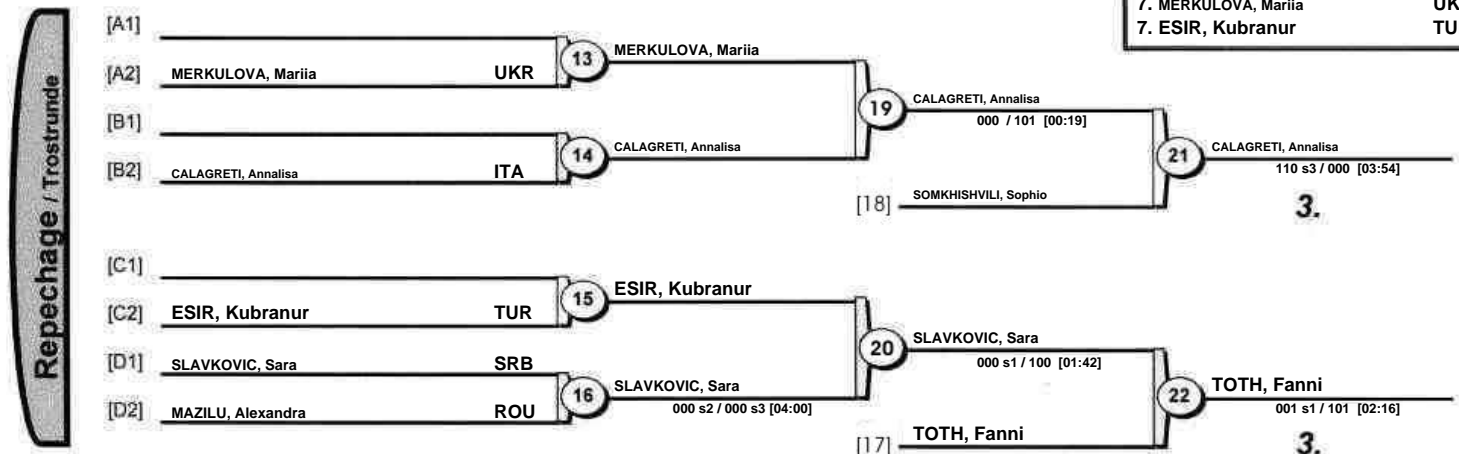 7. MERKULOVA, Mariia UK
7. ESIR, Kubranur TU
Repechage / Trostrunde
[A1]
[A2] MERKULOVA, Mariia UKR
13 MERKULOVA, Mariia
[B1]
[B2] CALAGRETI, Annalisa ITA
14 CALAGRETI, Annalisa
19 CALAGRETI, Annalisa
000 / 101 [00:19]
[18] SOMKHISHVILI, Sophio
21 CALAGRETI, Annalisa
110 s3 / 000 [03:54]
3.
[C1]
[C2] ESIR, Kubranur TUR
15 ESIR, Kubranur
[D1] SLAVKOVIC, Sara SRB
[D2] MAZILU, Alexandra ROU
16 SLAVKOVIC, Sara
000 s2 / 000 s3 [04:00]
20 SLAVKOVIC, Sara
000 s1 / 100 [01:42]
[17] TOTH, Fanni
22 TOTH, Fanni
001 s1 / 101 [02:16]
3.